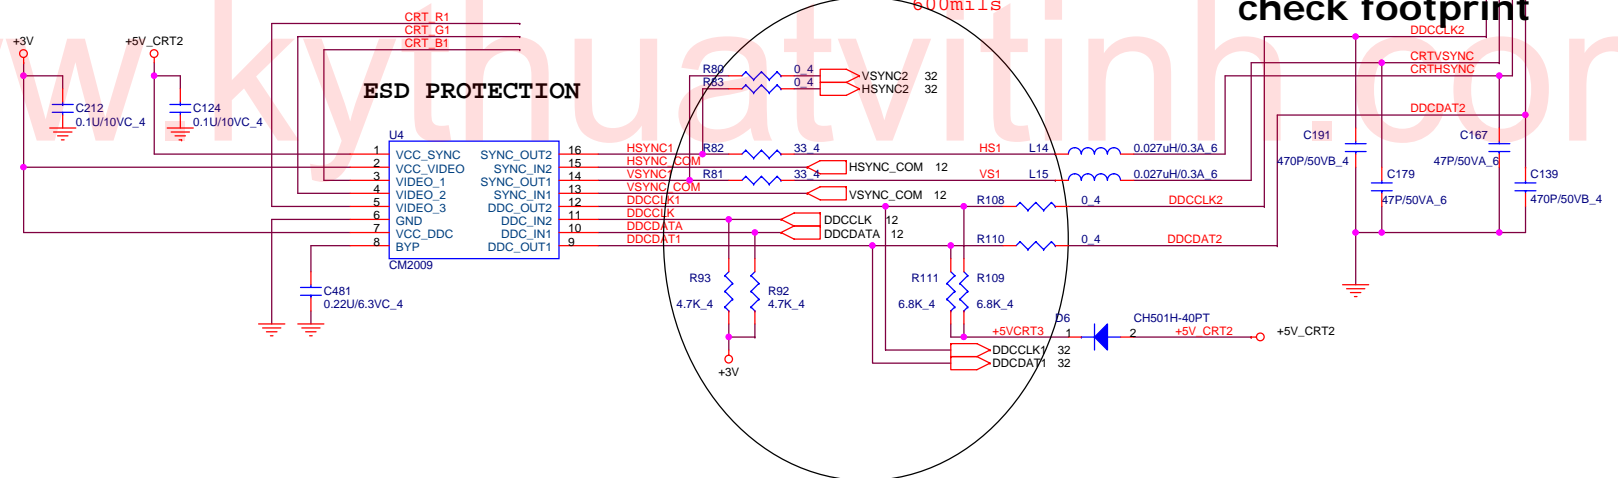 600mils
check footprint
www.kythuatvitinh.com
CRT_R1
CRT_G1
CRT_B1
+3V
+5V_CRT2
C212
0.1U/10VC_4
C124
0.1U/10VC_4
ESD PROTECTION
R80
0_4
VSYNC2 32
R83
0_4
HSYNC2 32
DDCCLK2
CRTVSYNC
CRTHSYNC
DDCDAT2
U4
1 VCC_SYNC SYNC_OUT2 16
2 VCC_VIDEO SYNC_IN2 15
3 VIDEO_1 SYNC_OUT1 14
4 VIDEO_2 SYNC_IN1 13
5 VIDEO_3 DDC_OUT2 12
6 GND DDC_IN2 11
7 VCC_DDC DDC_IN1 10
8 BYP DDC_OUT1 9
CM2009
HSYNC1
HSYNC_COM
VSYNC1
VSYNC_COM
DDCCLK1
DDCCLK
DDCDATA
DDCDAT1
R82
33_4
HS1
L14
0.027uH/0.3A_6
HSYNC_COM 12
R81
33_4
VS1
L15
0.027uH/0.3A_6
VSYNC_COM 12
R108
0_4
DDCCLK2
DDCCLK 12
DDCDATA 12
R110
0_4
DDCDAT2
C191
470P/50VB_4
C167
47P/50VA_6
C179
47P/50VA_6
C139
470P/50VB_4
C481
0.22U/6.3VC_4
R93
4.7K_4
R92
4.7K_4
+3V
R111
6.8K_4
R109
6.8K_4
+5VCRT3
D6
1
CH501H-40PT
2
+5V_CRT2
+5V_CRT2
DDCCLK1 32
DDCDAT1 32